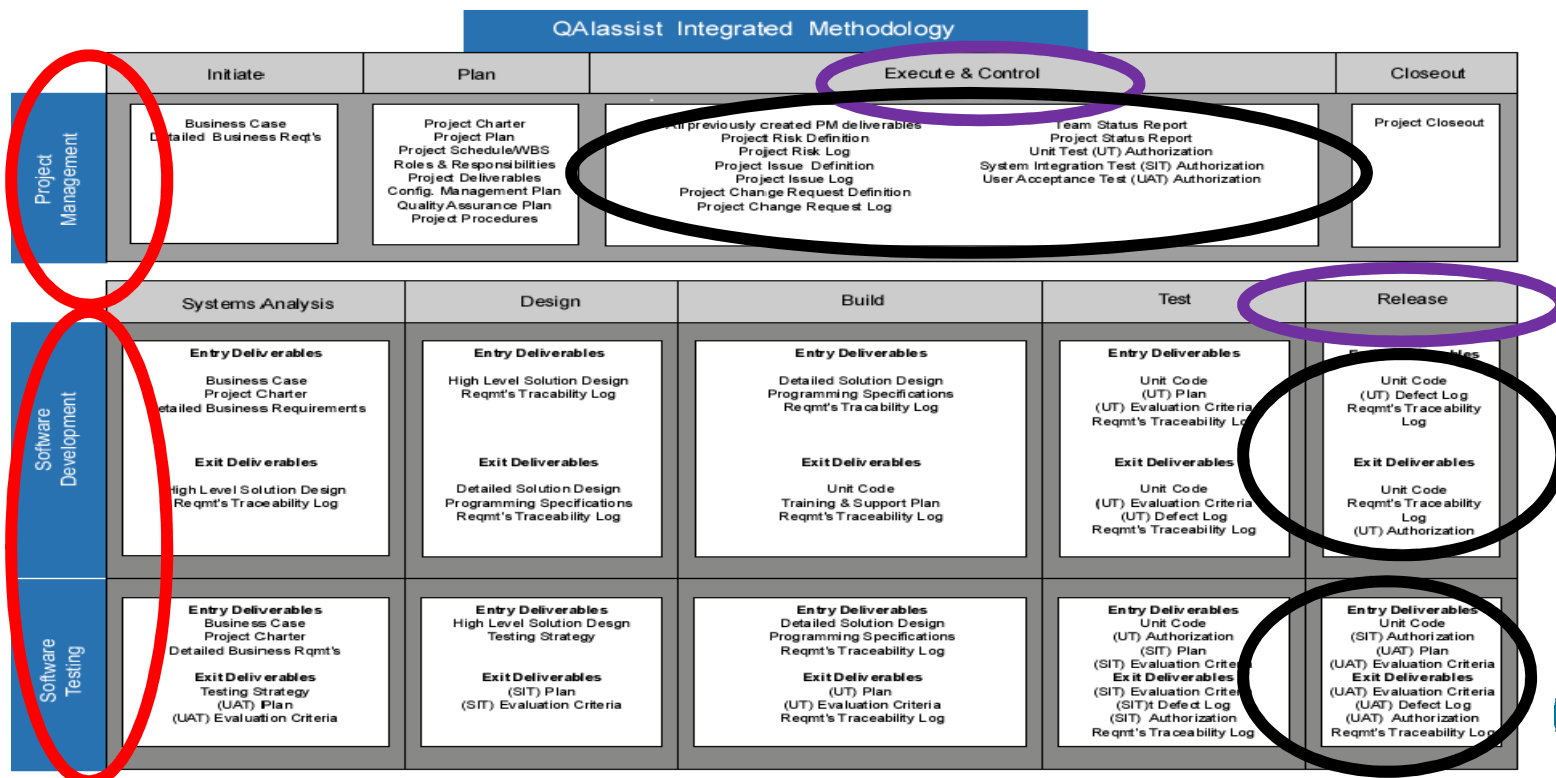 QAIassist Integrated Methodology
Initiate
Plan
Execute & Control
Closeout
Project
Management
Business Case
Detailed Business Reqt's
Project Charter
Project Plan
Project Schedule/WBS
Roles & Responsibilities
Project Deliverables
Config. Management Plan
Quality Assurance Plan
Project Procedures
All previously created PM deliverables
Project Risk Definition
Project Risk Log
Project Issue Definition
Project Issue Log
Project Change Request Definition
Project Change Request Log
Team Status Report
Project Status Report
Unit Test (UT) Authorization
System Integration Test (SIT) Authorization
User Acceptance Test (UAT) Authorization
Project Closeout
Systems Analysis
Design
Build
Test
Release
Software
Development
Entry Deliverables
Business Case
Project Charter
Detailed Business Requirements
Exit Deliverables
High Level Solution Design
Reqmt's Traceability Log
Entry Deliverables
High Level Solution Design
Reqmt's Tracability Log
Exit Deliverables
Detailed Solution Design
Programming Specifications
Reqmt's Traceability Log
Entry Deliverables
Detailed Solution Design
Programming Specifications
Reqmt's Tracability Log
Exit Deliverables
Unit Code
Training & Support Plan
Reqmt's Traceability Log
Entry Deliverables
Unit Code
(UT) Plan
(UT) Evaluation Criteria
Reqmt's Traceability Log
Exit Deliverables
Unit Code
(UT) Evaluation Criteria
(UT) Defect Log
Reqmt's Traceability Log
Entry Deliverables
Unit Code
(UT) Defect Log
Reqmt's Traceability
Log
Exit Deliverables
Unit Code
Reqmt's Traceability
Log
(UT) Authorization
Software
Testing
Entry Deliverables
Business Case
Project Charter
Detailed Business Rqmt's
Exit Deliverables
Testing Strategy
(UAT) Plan
(UAT) Evaluation Criteria
Entry Deliverables
High Level Solution Desgn
Testing Strategy
Exit Deliverables
(SIT) Plan
(SIT) Evaluation Criteria
Entry Deliverables
Detailed Solution Design
Programming Specifications
Reqmt's Traceability Log
Exit Deliverables
(UT) Plan
(UT) Evaluation Criteria
Reqmt's Traceability Log
Entry Deliverables
Unit Code
(UT) Authorization
(SIT) Plan
(SIT) Evaluation Criteria
Exit Deliverables
(SIT) Evaluation Criteria
(SIT)t Defect Log
(SIT) Authorization
Reqmt's Traceability Log
Entry Deliverables
Unit Code
(SIT) Authorization
(UAT) Plan
(UAT) Evaluation Criteria
Exit Deliverables
(UAT) Evaluation Criteria
(UAT) Defect Log
(UAT) Authorization
Reqmt's Traceability Log